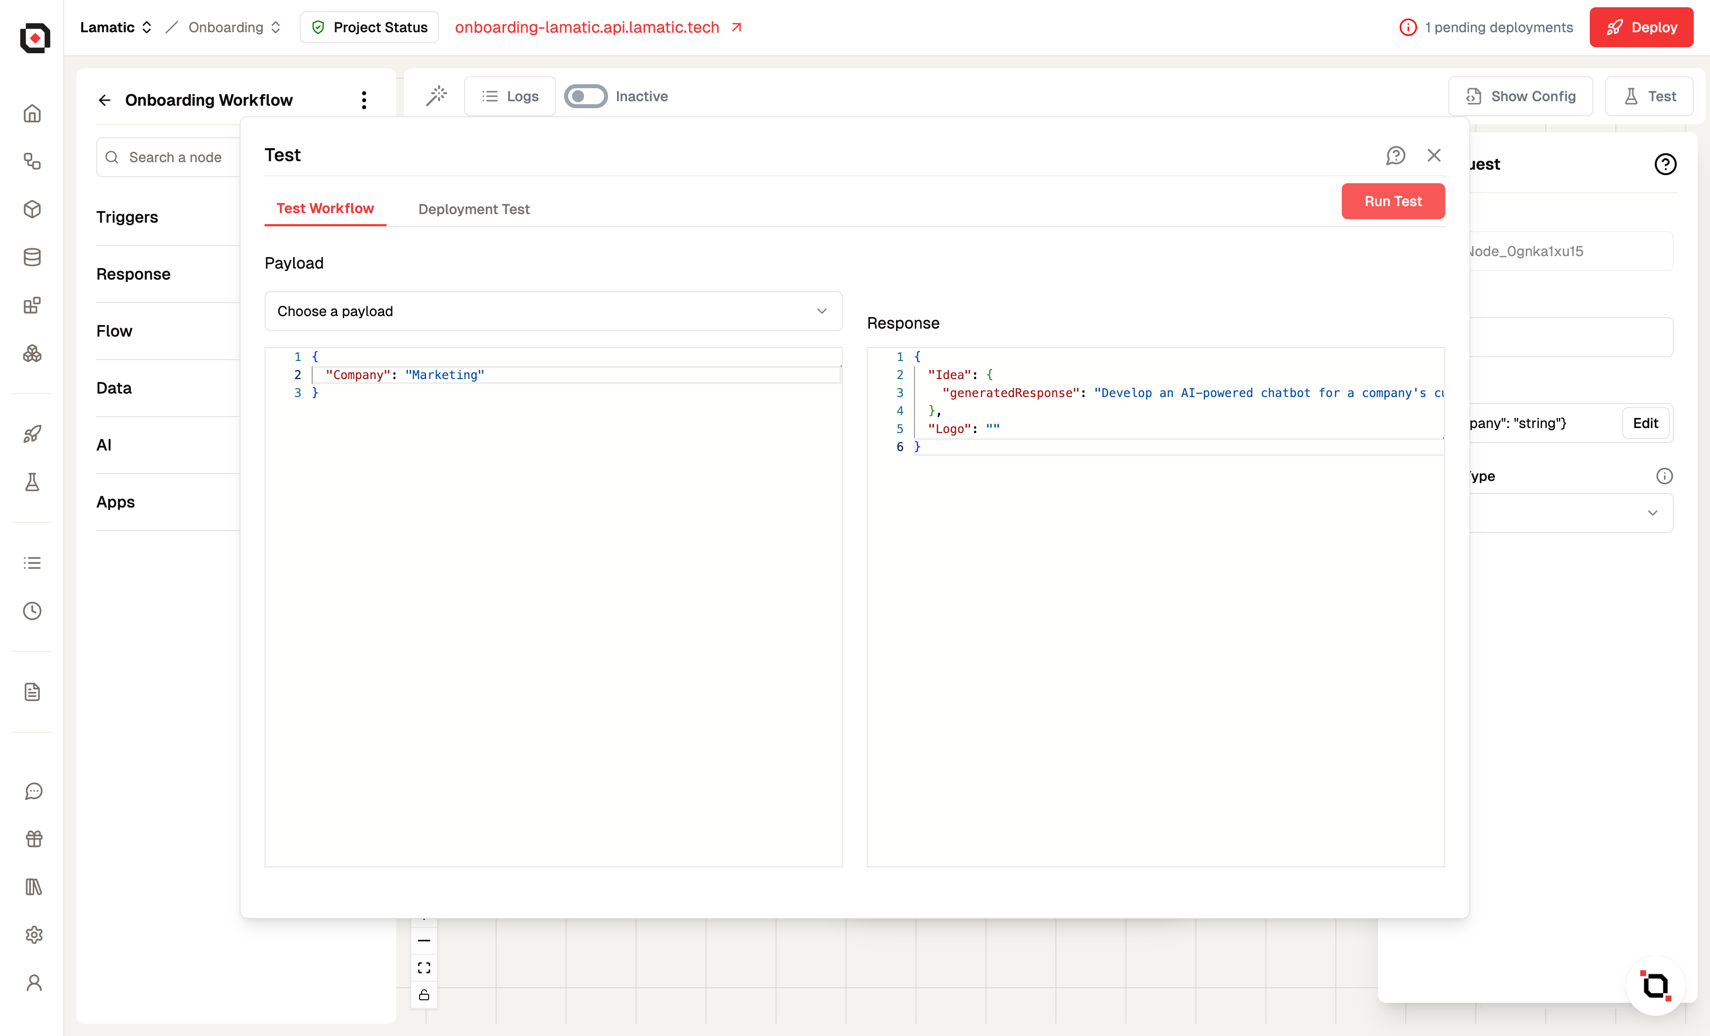 Lamatic
Onboarding
Project Status
onboarding-lamatic.api.lamatic.tech
1 pending deployments
Deploy
Onboarding Workflow
Logs
Inactive
Show Config
Test
Search a node
Triggers
Response
Flow
Data
AI
Apps
Test
Test Workflow
Deployment Test
Run Test
Payload
Choose a payload
1 {
2 "Company": "Marketing"
3 }
Response
1 {
2 "Idea": {
3 "generatedResponse": "Develop an AI-powered chatbot for a company's cu
4 },
5 "Logo": ""
6 }
uest
Node_0gnka1xu15
pany": "string"}
Edit
Type